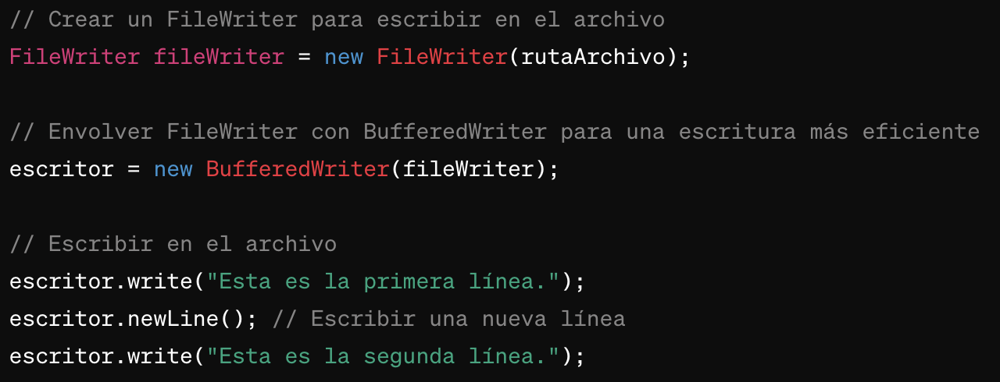 // Crear un FileWriter para escribir en el archivo
FileWriter fileWriter = new FileWriter(rutaArchivo);
// Envolver FileWriter con BufferedWriter para una escritura más eficiente
escritor = new BufferedWriter(fileWriter);
// Escribir en el archivo
escritor.write("Esta es la primera línea.");
escritor.newLine(); // Escribir una nueva línea
escritor.write("Esta es la segunda línea.");